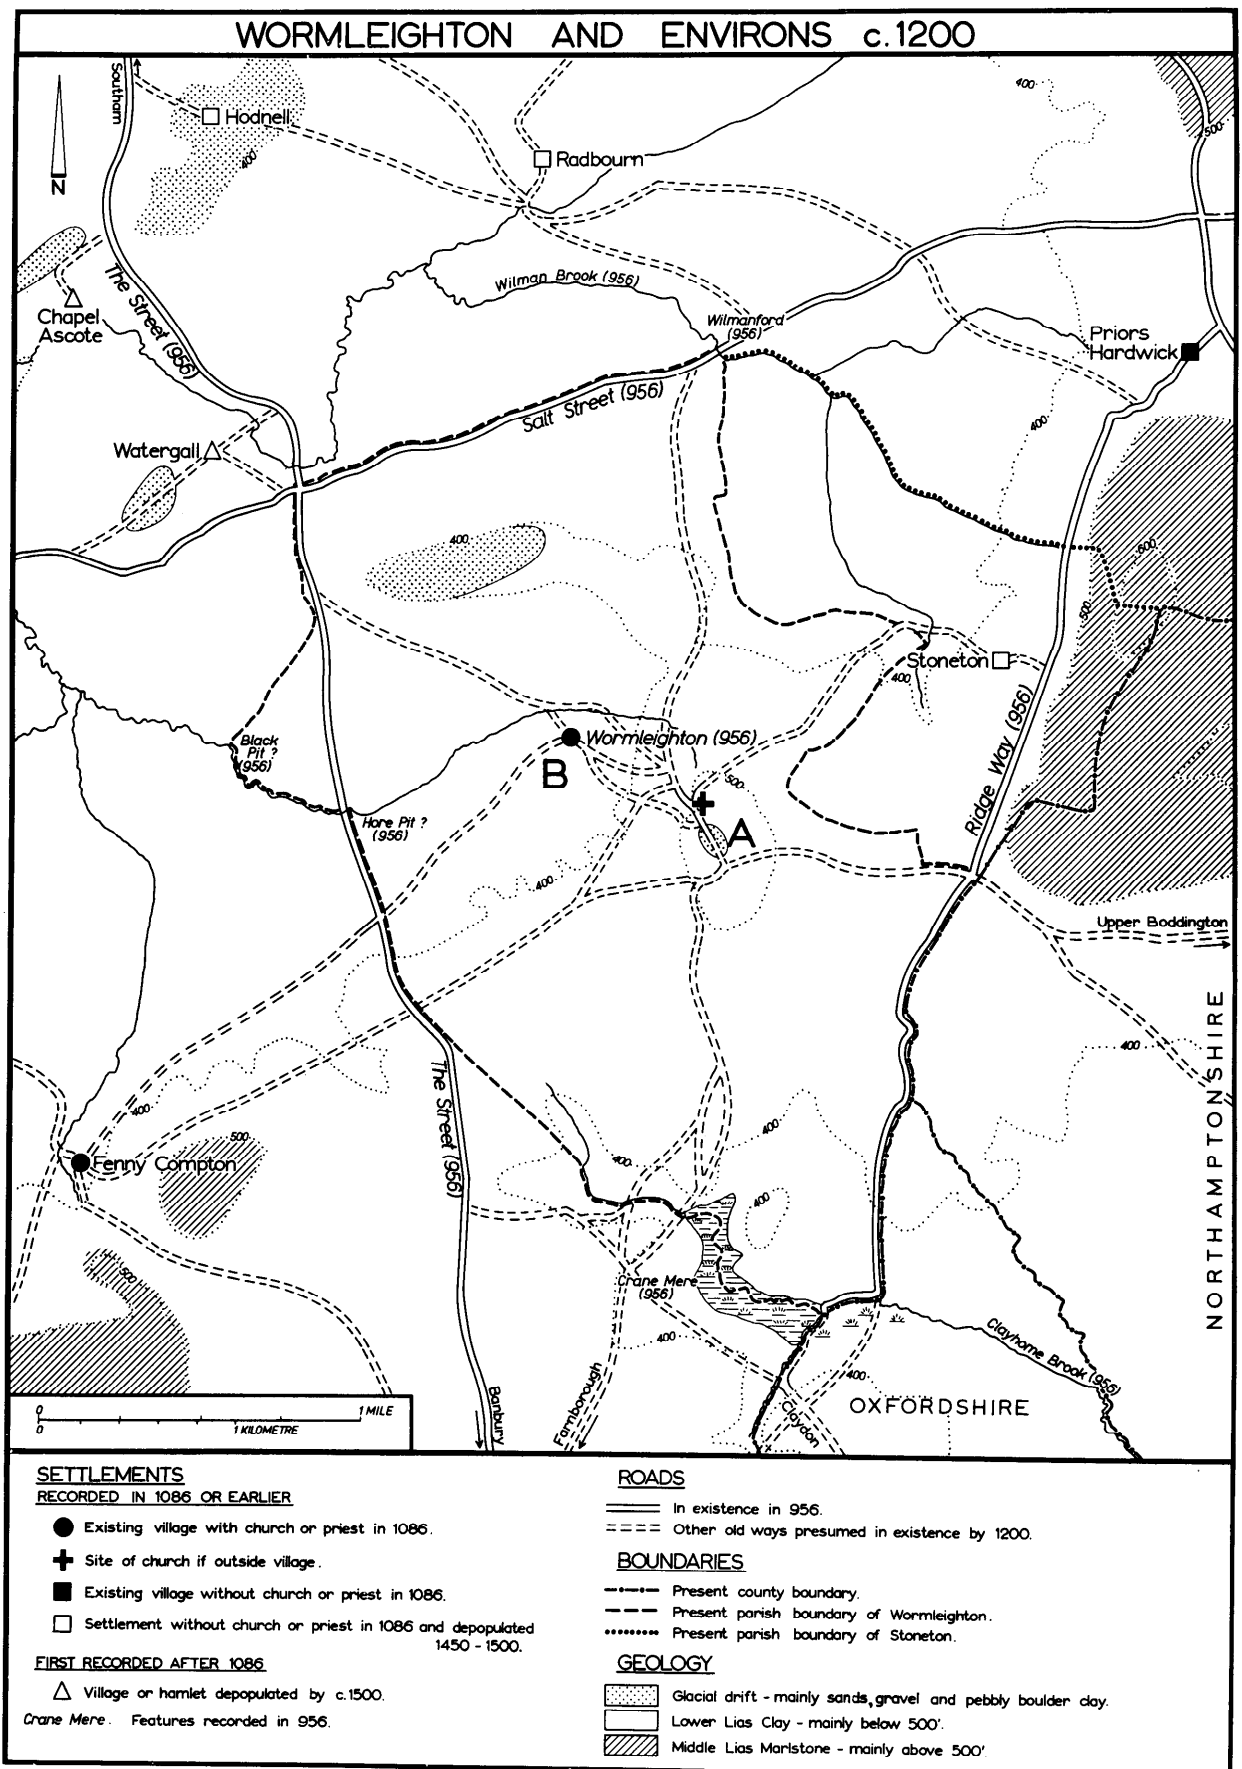 WORMLEIGHTON AND ENVIRONS c.1200
Southam
N
Hodnell
400
Radbourn
400
500
The Street (956)
Chapel
Ascote
Wilman Brook (956)
Wilmanford
(956)
Priors
Hardwick
Salt Street (956)
400
Watergall
400
600
500
Stoneton
400
Ridge Way (956)
Black
Pit ?
(956)
Wormleighton (956)
B
500
A
Hore Pit ?
(956)
400
Upper Boddington
NORTHAMPTONSHIRE
400
400
The Street (956)
500
Fenny Compton
400
400
400
500
Crane Mere
(956)
400
Clayhome Brook (956)
400
OXFORDSHIRE
Banbury
Farnborough
Claydon
0 1 MILE
0 1 KILOMETRE
SETTLEMENTS
RECORDED IN 1086 OR EARLIER
Existing village with church or priest in 1086.
Site of church if outside village.
Existing village without church or priest in 1086.
Settlement without church or priest in 1086 and depopulated
1450 - 1500.
FIRST RECORDED AFTER 1086
Village or hamlet depopulated by c.1500.
Crane Mere. Features recorded in 956.
ROADS
In existence in 956.
Other old ways presumed in existence by 1200.
BOUNDARIES
Present county boundary.
Present parish boundary of Wormleighton.
Present parish boundary of Stoneton.
GEOLOGY
Glacial drift - mainly sands, gravel and pebbly boulder clay.
Lower Lias Clay - mainly below 500'.
Middle Lias Marlstone - mainly above 500'